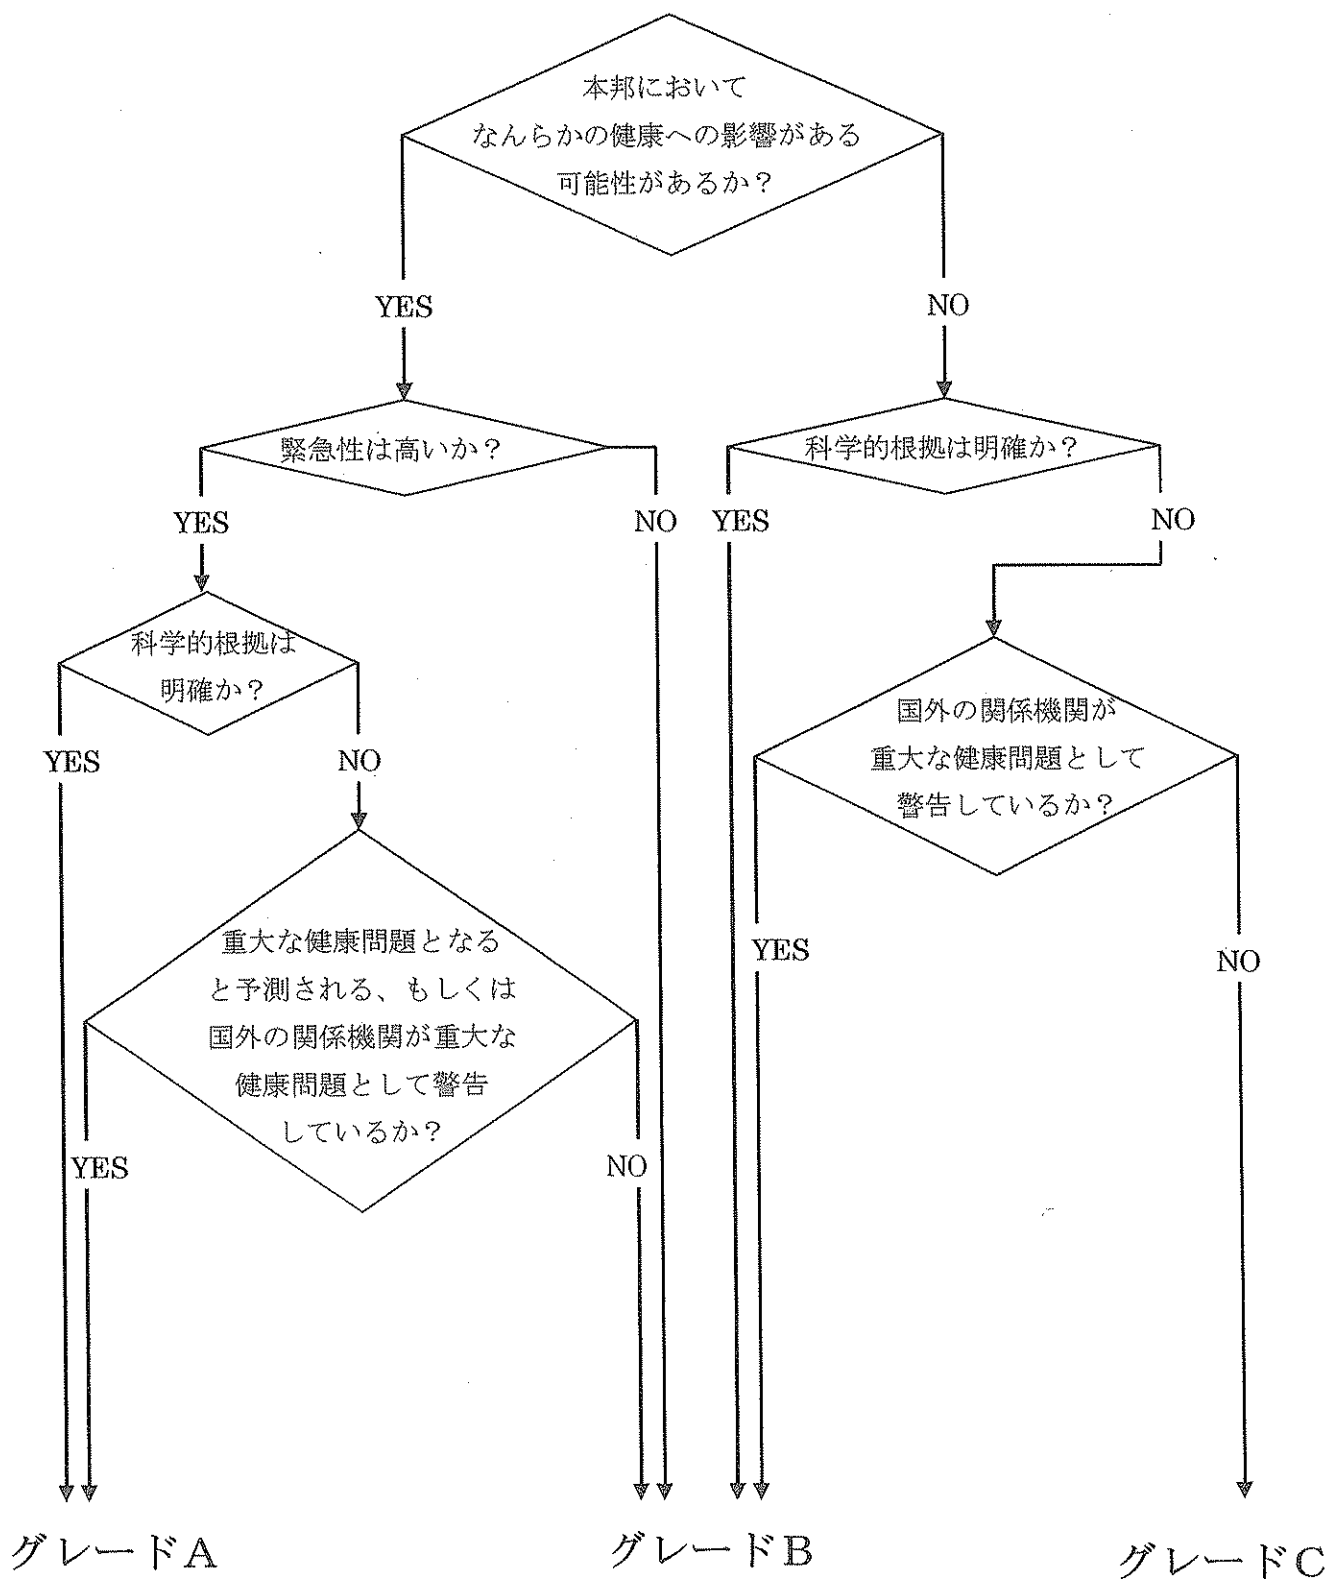 本邦において
なんらかの健康への影響がある
可能性があるか？
YES
NO
緊急性は高いか？
科学的根拠は明確か？
YES
NO
YES
NO
科学的根拠は
明確か？
YES
NO
国外の関係機関が
重大な健康問題として
警告しているか？
YES
NO
重大な健康問題となる
と予測される、もしくは
国外の関係機関が重大な
健康問題として警告
しているか？
YES
NO
グレードA
グレードB
グレードC